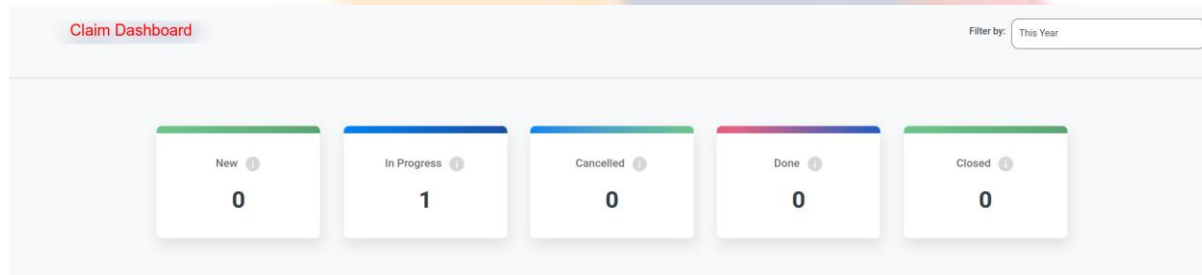 Claim Dashboard
Filter by: This Year
New
In Progress
Cancelled
Done
Closed
0
1
0
0
0